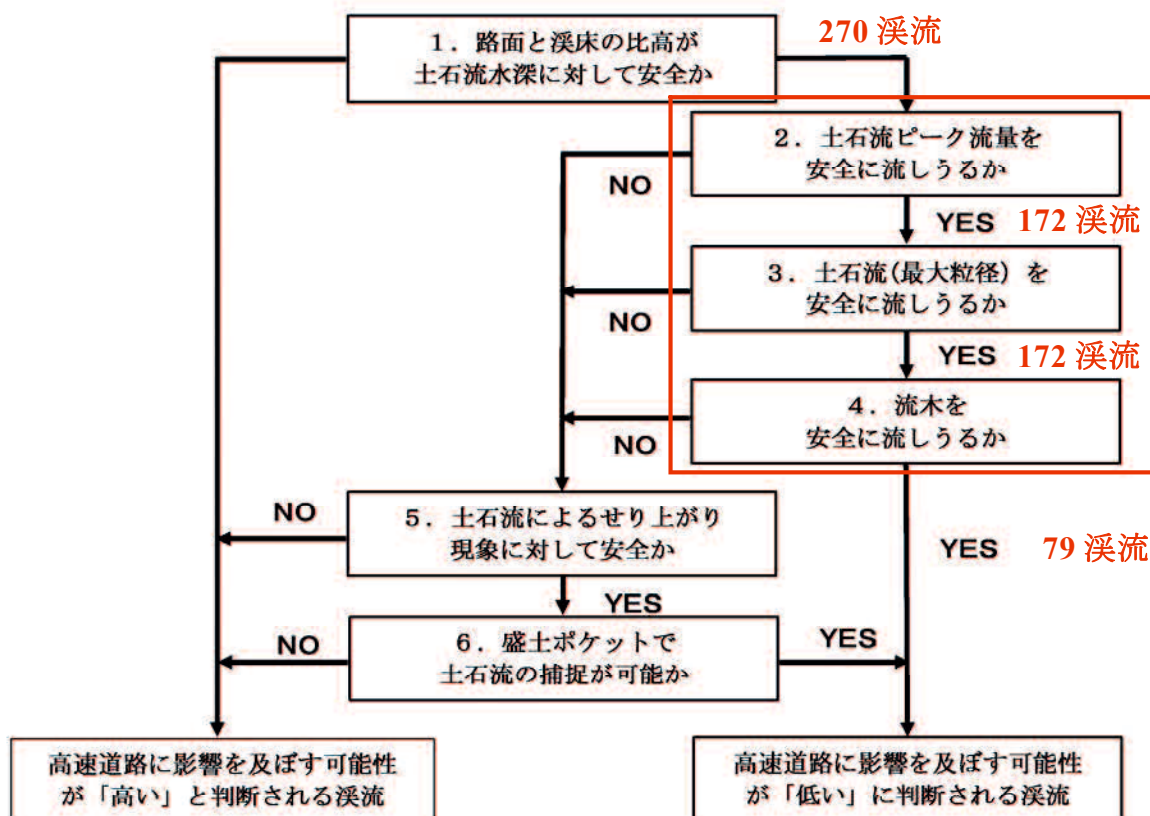 １．路面と渓床の比高が
土石流水深に対して安全か
270 渓流
２．土石流ピーク流量を
安全に流しうるか
NO
YES 172 渓流
３．土石流(最大粒径）を
安全に流しうるか
NO
YES 172 渓流
４．流木を
安全に流しうるか
NO
YES 79 渓流
５．土石流によるせり上がり
現象に対して安全か
NO
YES
６．盛土ポケットで
土石流の捕捉が可能か
NO
YES
高速道路に影響を及ぼす可能性
が「高い」と判断される渓流
高速道路に影響を及ぼす可能性
が「低い」に判断される渓流